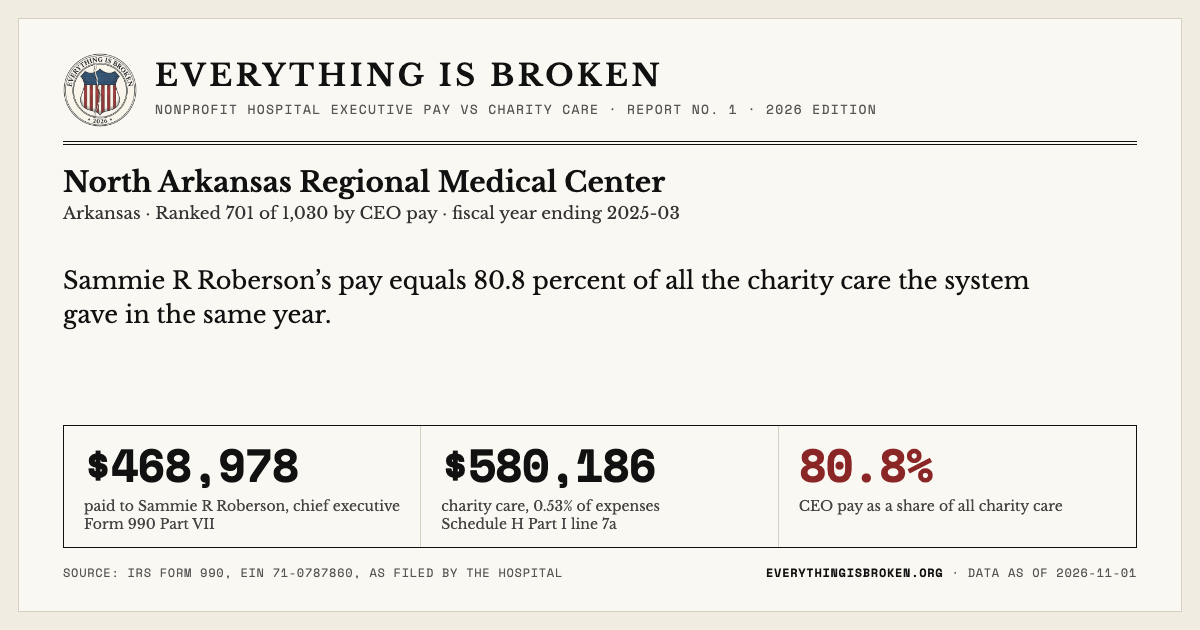 EVERYTHING IS BROKEN
2026
EVERYTHING IS BROKEN
NONPROFIT HOSPITAL EXECUTIVE PAY VS CHARITY CARE · REPORT NO. 1 · 2026 EDITION
North Arkansas Regional Medical Center
Arkansas · Ranked 701 of 1,030 by CEO pay · fiscal year ending 2025-03
Sammie R Roberson’s pay equals 80.8 percent of all the charity care the system
gave in the same year.
$468,978
paid to Sammie R Roberson, chief executive
Form 990 Part VII
$580,186
charity care, 0.53% of expenses
Schedule H Part I line 7a
80.8%
CEO pay as a share of all charity care
SOURCE: IRS FORM 990, EIN 71-0787860, AS FILED BY THE HOSPITAL
EVERYTHINGISBROKEN.ORG · DATA AS OF 2026-11-01